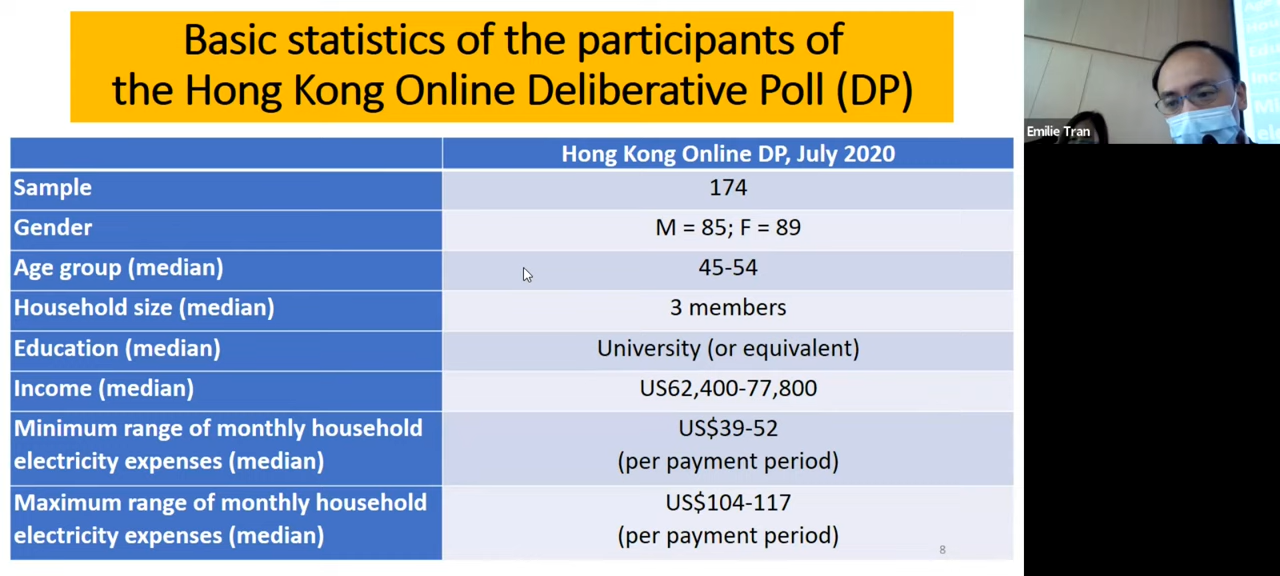 Basic statistics of the participants of
the Hong Kong Online Deliberative Poll (DP)
Hong Kong Online DP, July 2020
Sample 174
Gender M = 85; F = 89
Age group (median) 45-54
Household size (median) 3 members
Education (median) University (or equivalent)
Income (median) US62,400-77,800
Minimum range of monthly household US$39-52
electricity expenses (median) (per payment period)
Maximum range of monthly household US$104-117
electricity expenses (median) (per payment period)
8
Emilie Tran